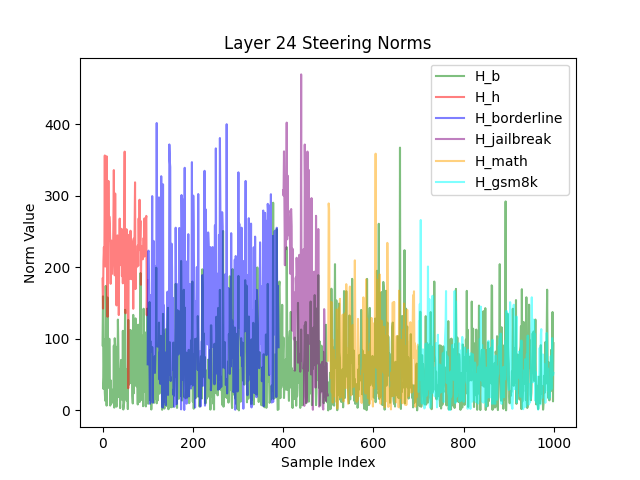 Layer 24 Steering Norms
H_b
H_h
H_borderline
H_jailbreak
H_math
H_gsm8k
Norm Value
400
300
200
100
0
0
200
400
600
800
1000
Sample Index